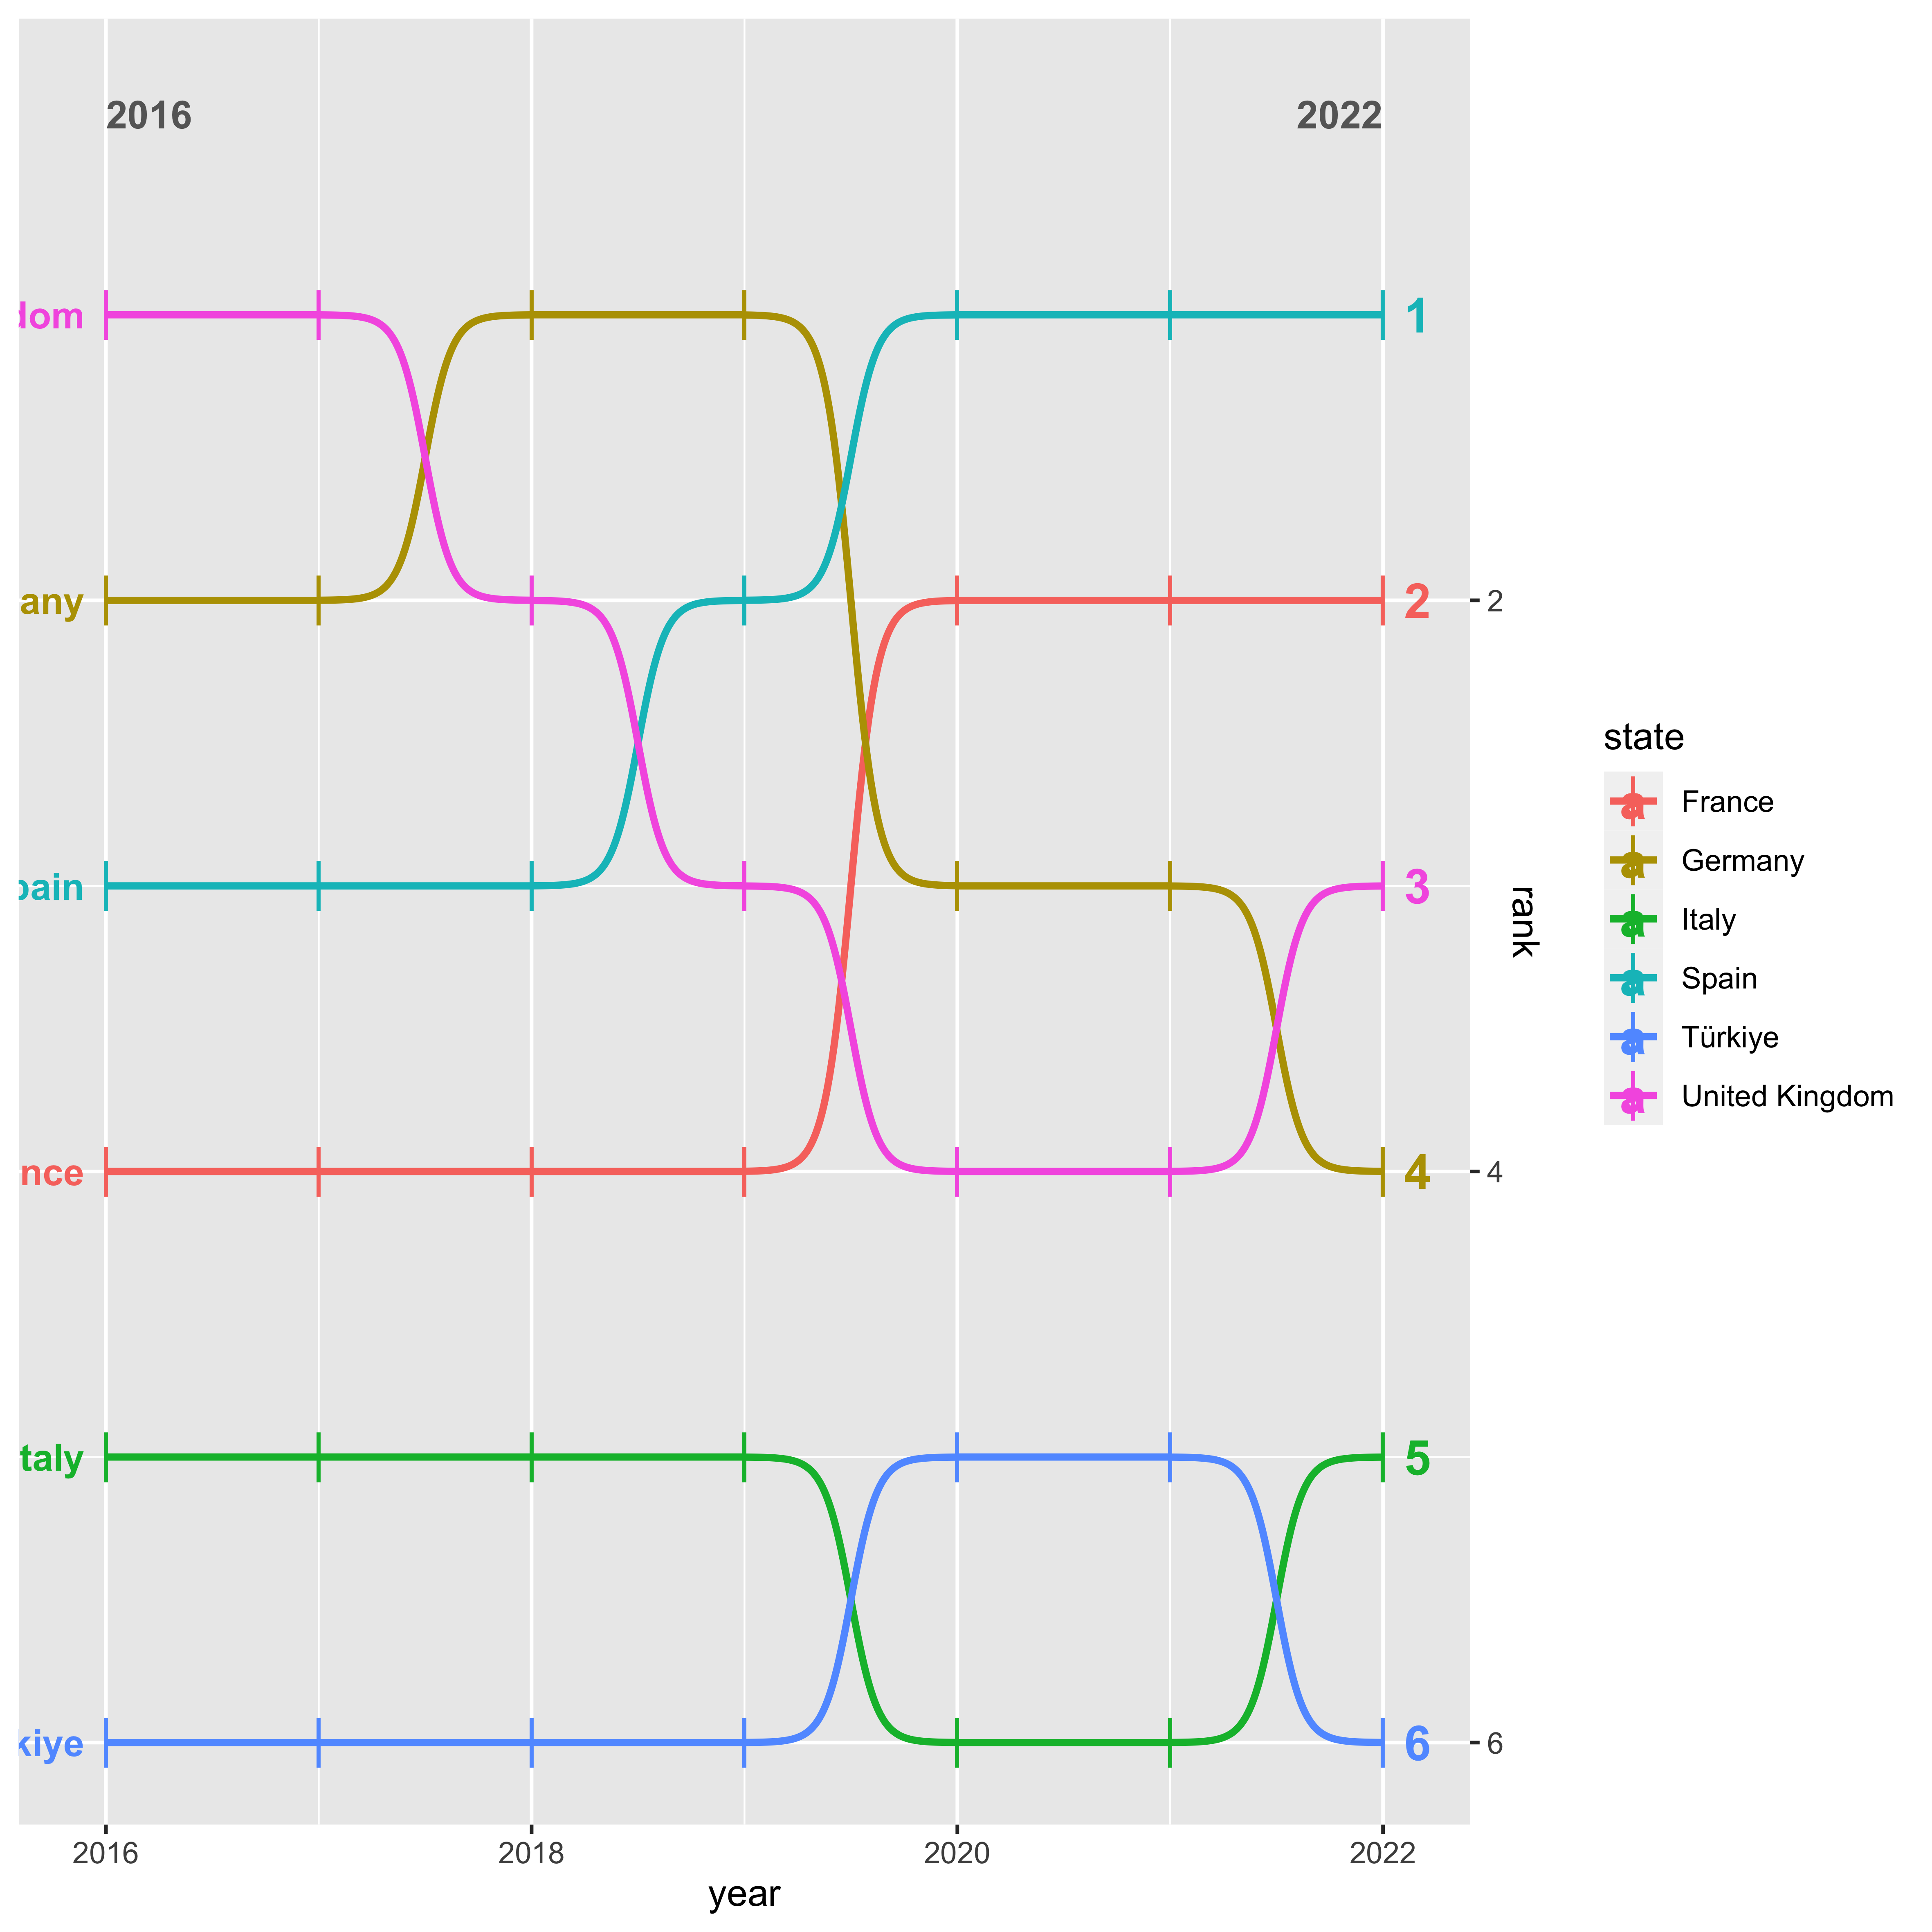 2016 2022
dom 1
any 2 2
pain 3
nce 4 4
taly 5
kiye 6 6
rank
2016 2018 2020 2022
year
state
a France
a Germany
a Italy
a Spain
a Türkiye
a United Kingdom